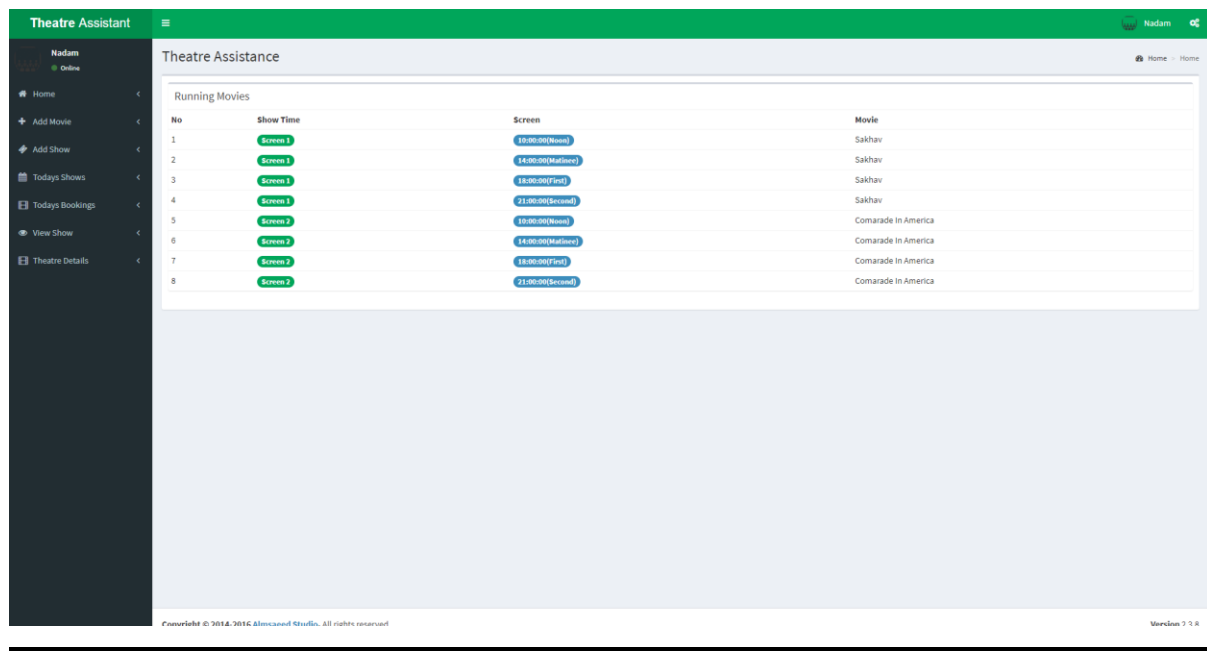 Theatre Assistant
Nadam
Nadam
Online
Home
Add Movie
Add Show
Todays Shows
Todays Bookings
View Show
Theatre Details
Theatre Assistance
Home > Home
Running Movies
No Show Time Screen Movie
1 Screen 1 10:00:00(Noon) Sakhav
2 Screen 1 14:00:00(Matinee) Sakhav
3 Screen 1 18:00:00(First) Sakhav
4 Screen 1 21:00:00(Second) Sakhav
5 Screen 2 10:00:00(Noon) Comarade In America
6 Screen 2 14:00:00(Matinee) Comarade In America
7 Screen 2 18:00:00(First) Comarade In America
8 Screen 2 21:00:00(Second) Comarade In America
Copyright © 2014-2016 Almsaeed Studio. All rights reserved. Version 2.3.8